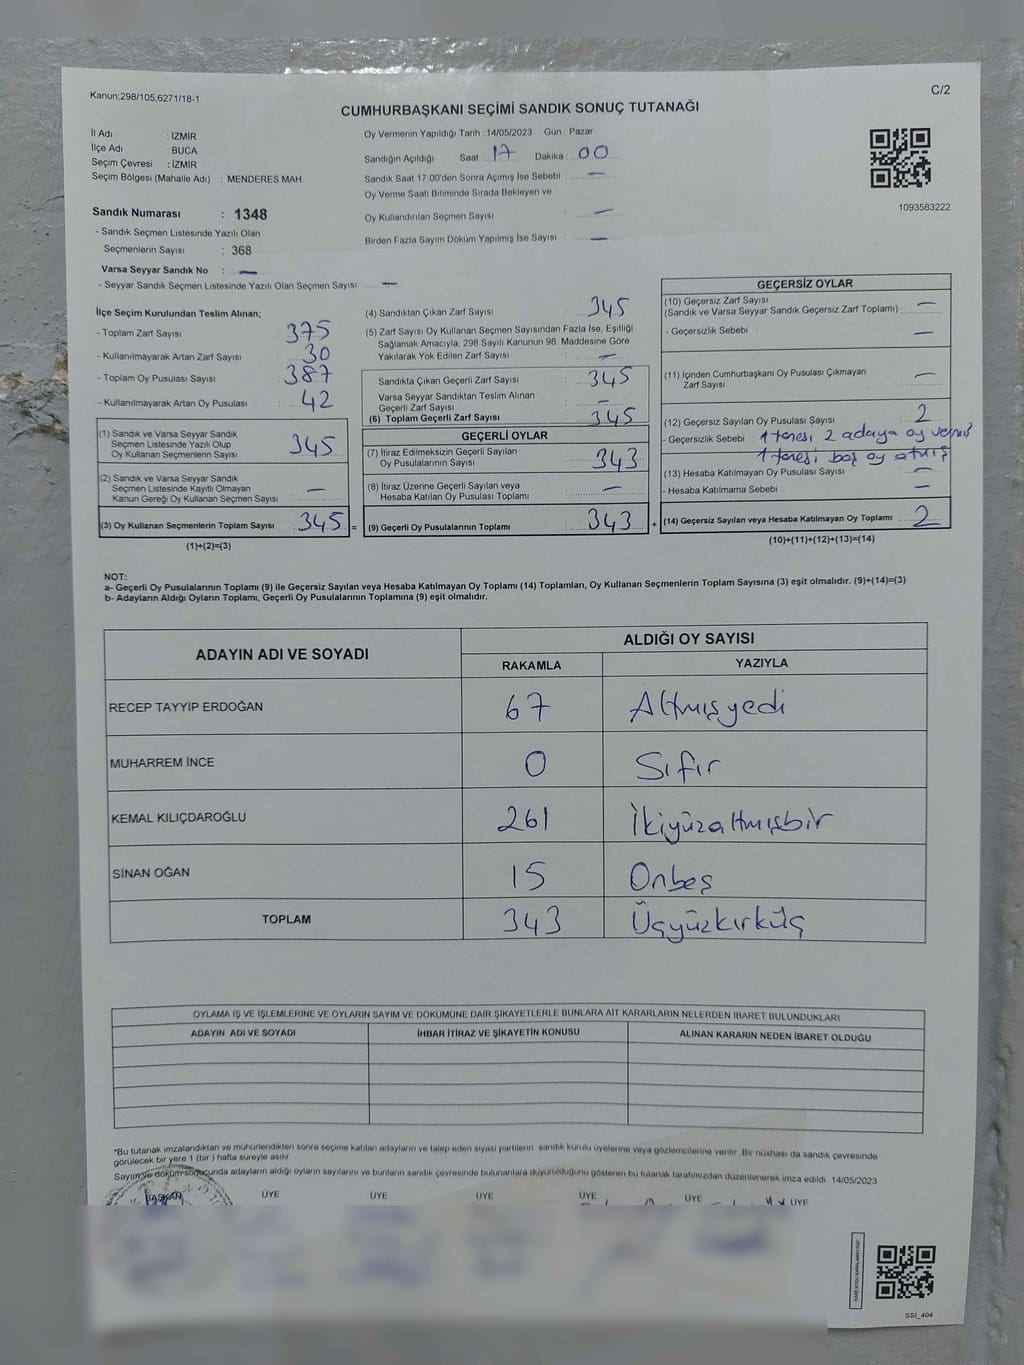 Kanun;298/105;6271/18-1
C/2
CUMHURBAŞKANI SEÇİMİ SANDIK SONUÇ TUTANAĞI
İl Adı : İZMİR
İlçe Adı : BUCA
Seçim Çevresi : İZMİR
Seçim Bölgesi (Mahalle Adı) : MENDERES MAH.
Oy Vermenin Yapıldığı Tarih : 14/05/2023 Gün : Pazar
Sandığın Açıldığı Saat : 17 Dakika : 00
Sandık Saat 17.00'den Sonra Açılmış İse Sebebi : —
Oy Verme Saati Bitiminde Sırada Bekleyen ve
Oy Kullandırılan Seçmen Sayısı : —
Birden Fazla Sayım Döküm Yapılmış İse Sayısı : —
1093583222
Sandık Numarası : 1348
- Sandık Seçmen Listesinde Yazılı Olan
Seçmenlerin Sayısı : 368
Varsa Seyyar Sandık No : —
- Seyyar Sandık Seçmen Listesinde Yazılı Olan Seçmen Sayısı: —
İlçe Seçim Kurulundan Teslim Alınan;
- Toplam Zarf Sayısı : 375
- Kullanılmayarak Artan Zarf Sayısı : 30
- Toplam Oy Pusulası Sayısı : 387
- Kullanılmayarak Artan Oy Pusulası : 42
(1) Sandık ve Varsa Seyyar Sandık
Seçmen Listesinde Yazılı Olup
Oy Kullanan Seçmenlerin Sayısı : 345
(2) Sandık ve Varsa Seyyar Sandık
Seçmen Listesinde Kayıtlı Olmayan
Kanun Gereği Oy Kullanan Seçmen Sayısı : —
(3) Oy Kullanan Seçmenlerin Toplam Sayısı : 345 =
(1)+(2)=(3)
(4) Sandıktan Çıkan Zarf Sayısı : 345
(5) Zarf Sayısı Oy Kullanan Seçmen Sayısından Fazla İse, Eşitliği
Sağlamak Amacıyla, 298 Sayılı Kanunun 98. Maddesine Göre
Yakılarak Yok Edilen Zarf Sayısı : —
Sandıkta Çıkan Geçerli Zarf Sayısı : 345
Varsa Seyyar Sandıktan Teslim Alınan
Geçerli Zarf Sayısı : —
(6) Toplam Geçerli Zarf Sayısı : 345
GEÇERLİ OYLAR
(7) İtiraz Edilmeksizin Geçerli Sayılan
Oy Pusulalarının Sayısı : 343
(8) İtiraz Üzerine Geçerli Sayılan veya
Hesaba Katılan Oy Pusulası Toplamı : —
(9) Geçerli Oy Pusulalarının Toplamı : 343 +
GEÇERSİZ OYLAR
(10) Geçersiz Zarf Sayısı
(Sandık ve Varsa Seyyar Sandık Geçersiz Zarf Toplamı) : —
- Geçersizlik Sebebi : —
(11) İçinden Cumhurbaşkanı Oy Pusulası Çıkmayan
Zarf Sayısı : —
(12) Geçersiz Sayılan Oy Pusulası Sayısı : 2
- Geçersizlik Sebebi : 1 tanesi 2 adaya oy vermiş
1 tanesi boş oy atmış
(13) Hesaba Katılmayan Oy Pusulası Sayısı : —
- Hesaba Katılmama Sebebi : —
(14) Geçersiz Sayılan veya Hesaba Katılmayan Oy Toplamı : 2
(10)+(11)+(12)+(13)=(14)
NOT:
a- Geçerli Oy Pusulalarının Toplamı (9) ile Geçersiz Sayılan veya Hesaba Katılmayan Oy Toplamı (14) Toplamları, Oy Kullanan Seçmenlerin Toplam Sayısına (3) eşit olmalıdır. (9)+(14)=(3)
b- Adayların Aldığı Oyların Toplamı, Geçerli Oy Pusulalarının Toplamına (9) eşit olmalıdır.
ADAYIN ADI VE SOYADI
ALDIĞI OY SAYISI
RAKAMLA YAZIYLA
RECEP TAYYİP ERDOĞAN 67 Altmışyedi
MUHARREM İNCE 0 Sıfır
KEMAL KILIÇDAROĞLU 261 İkiyüzaltmışbir
SİNAN OĞAN 15 Onbeş
TOPLAM 343 Üçyüzkırküç
OYLAMA İŞ VE İŞLEMLERİNE VE OYLARIN SAYIM VE DÖKÜMÜNE DAİR ŞİKAYETLERLE BUNLARA AİT KARARLARIN NELERDEN İBARET BULUNDUKLARI
ADAYIN ADI VE SOYADI İHBAR İTİRAZ VE ŞİKAYETİN KONUSU ALINAN KARARIN NEDEN İBARET OLDUĞU
*Bu tutanak imzalandıktan ve mühürlendikten sonra seçime katılan adayların ve talep eden siyasi partilerin sandık kurulu üyelerine veya gözlemcilerine verilir. Bir nüshası da sandık çevresinde
görülecek bir yere 1 (bir) hafta süreyle asılır.
Sayım ve döküm sonucunda adayların aldığı oyların sayılarını ve bunların sandık çevresinde bulunanlara duyurulduğunu gösteren bu tutanak tarafımızdan düzenlenerek imza edildi. 14/05/2023
BAŞKAN ÜYE ÜYE ÜYE ÜYE ÜYE ÜYE
SSI_404